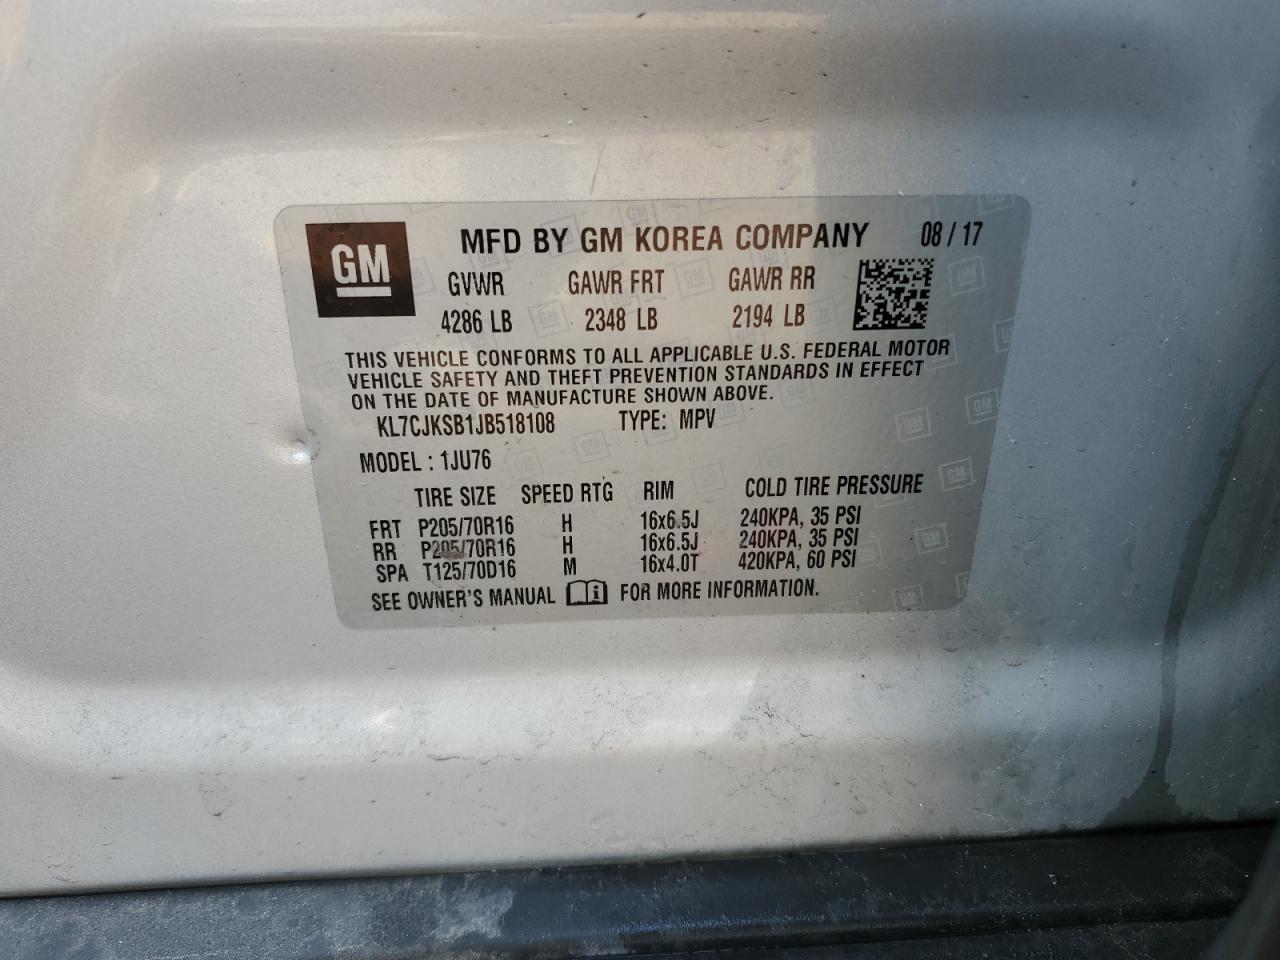 GM
MFD BY GM KOREA COMPANY 08 / 17
GVWR GAWR FRT GAWR RR
4286 LB 2348 LB 2194 LB
THIS VEHICLE CONFORMS TO ALL APPLICABLE U.S. FEDERAL MOTOR
VEHICLE SAFETY AND THEFT PREVENTION STANDARDS IN EFFECT
ON THE DATE OF MANUFACTURE SHOWN ABOVE.
KL7CJKSB1JB518108 TYPE: MPV
MODEL : 1JU76
TIRE SIZE SPEED RTG RIM COLD TIRE PRESSURE
FRT P205/70R16 H 16x6.5J 240KPA, 35 PSI
RR P205/70R16 H 16x6.5J 240KPA, 35 PSI
SPA T125/70D16 M 16x4.0T 420KPA, 60 PSI
SEE OWNER'S MANUAL FOR MORE INFORMATION.